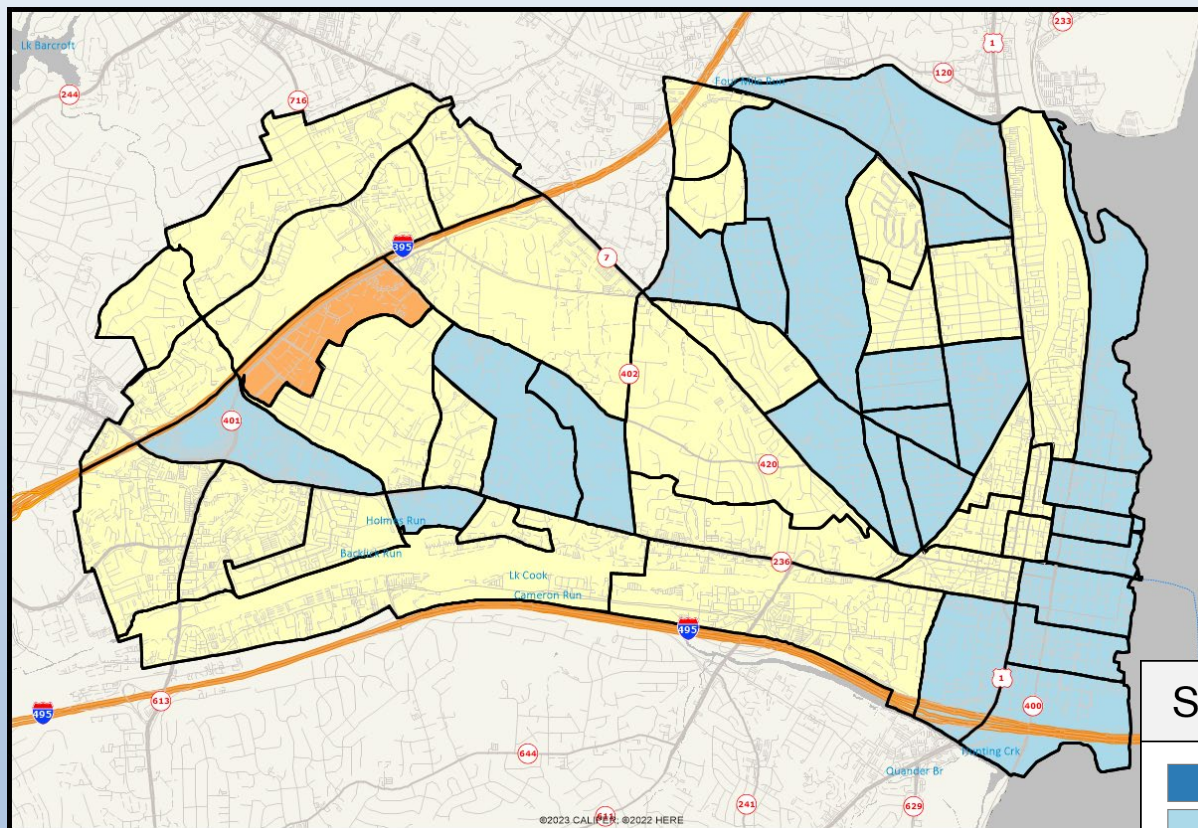 Lk Barcroft
233
1
120
Four Mile Run
244
716
395
7
402
401
420
Holmes Run
Backlick Run
236
Lk Cook
Cameron Run
495
613
495
1
400
S
644
Hunting Crk
Quander Br
241
611
629
©2023 CALIPER; ©2022 HERE